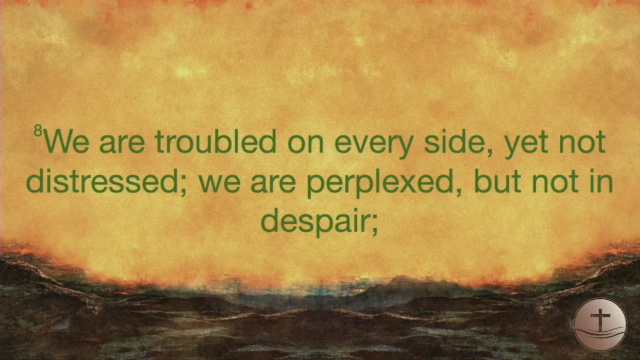 ⁸We are troubled on every side, yet not
distressed; we are perplexed, but not in
despair;